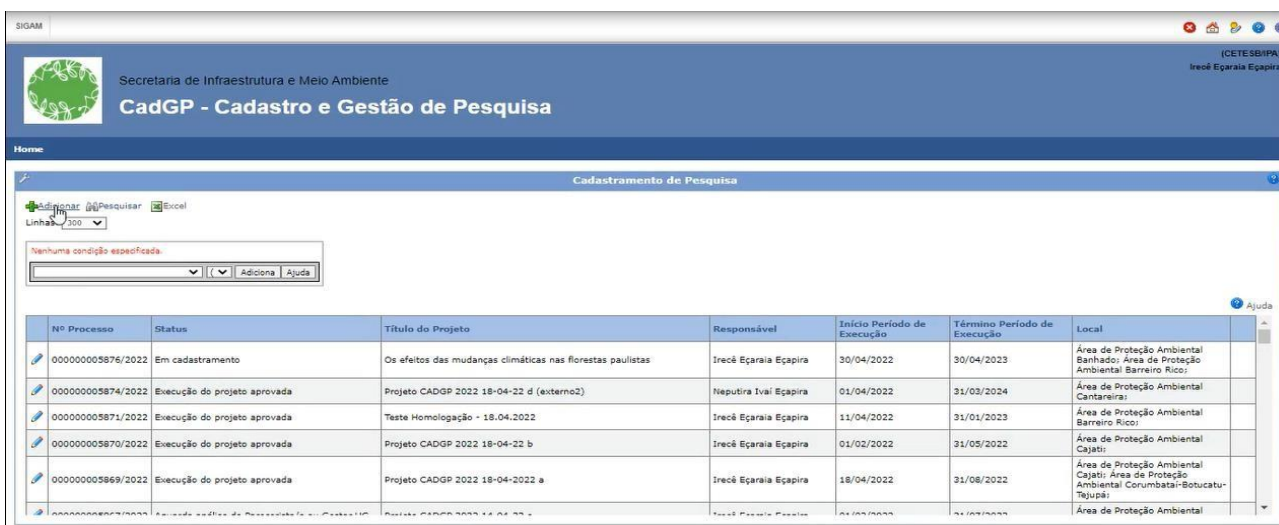 SIGAM
(CETESB/IPA)
Irecê Eçaraia Eçapira
Secretaria de Infraestrutura e Meio Ambiente
CadGP - Cadastro e Gestão de Pesquisa
Home
Cadastramento de Pesquisa
Adicionar Pesquisar Excel
Linhas 300
Nenhuma condição especificada.
( Adiciona Ajuda
Ajuda
Nº Processo Status Título do Projeto Responsável Início Período de Execução Término Período de Execução Local
000000005876/2022 Em cadastramento Os efeitos das mudanças climáticas nas florestas paulistas Irecê Eçaraia Eçapira 30/04/2022 30/04/2023 Área de Proteção Ambiental Banhado; Área de Proteção Ambiental Barreiro Rico;
000000005874/2022 Execução do projeto aprovada Projeto CADGP 2022 18-04-22 d (externo2) Neputira Ivaí Eçapira 01/04/2022 31/03/2024 Área de Proteção Ambiental Cantareira;
000000005871/2022 Execução do projeto aprovada Teste Homologação - 18.04.2022 Irecê Eçaraia Eçapira 11/04/2022 31/01/2023 Área de Proteção Ambiental Barreiro Rico;
000000005870/2022 Execução do projeto aprovada Projeto CADGP 2022 18-04-22 b Irecê Eçaraia Eçapira 01/02/2022 31/05/2022 Área de Proteção Ambiental Cajati;
000000005869/2022 Execução do projeto aprovada Projeto CADGP 2022 18-04-2022 a Irecê Eçaraia Eçapira 18/04/2022 31/08/2022 Área de Proteção Ambiental Cajati; Área de Proteção Ambiental Corumbataí-Botucatu-Tejupá;
Área de Proteção Ambiental